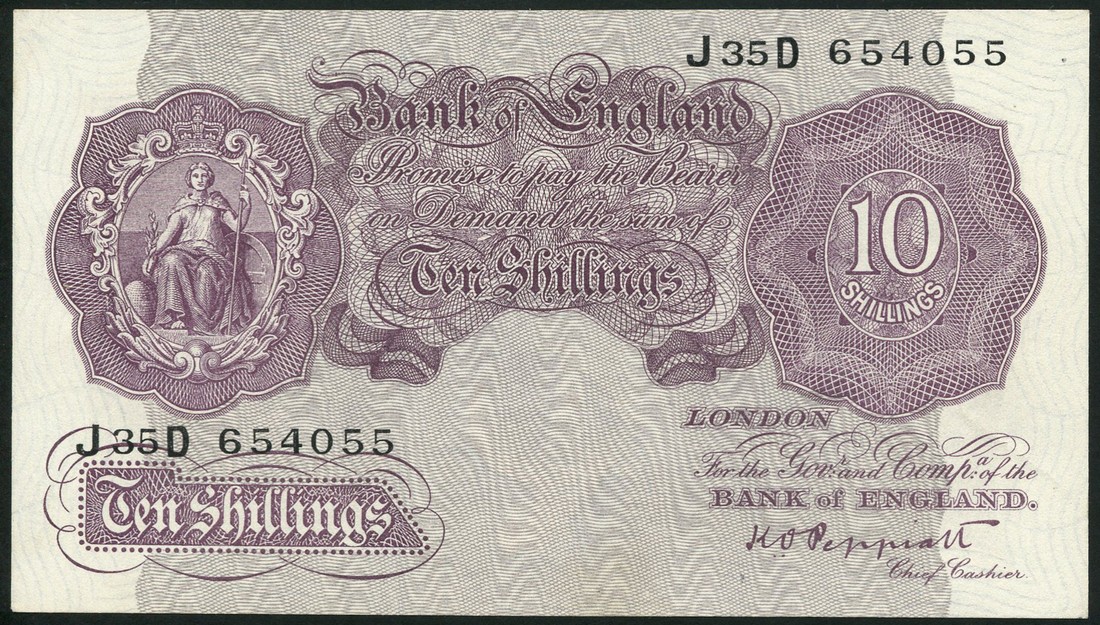 J35D 654055
Bank of England
Promise to pay the Bearer
on Demand the sum of
Ten Shillings
10
SHILLINGS
LONDON
For the Govr. and Compa. of the
BANK of ENGLAND.
K O Peppiatt
Chief Cashier.
J35D 654055
Ten Shillings